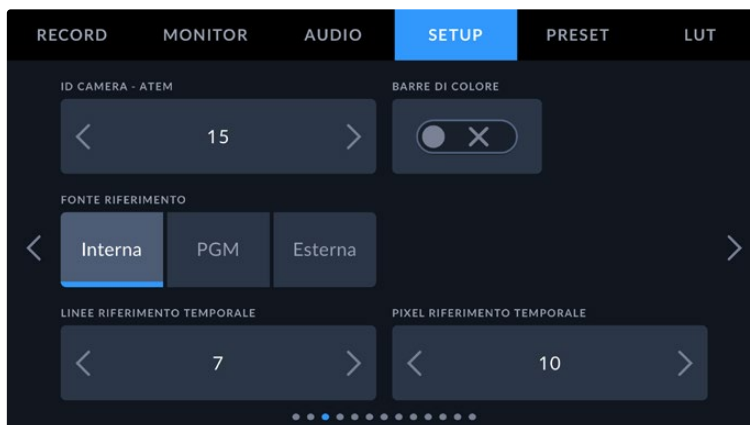 RECORD MONITOR AUDIO SETUP PRESET LUT
ID CAMERA - ATEM BARRE DI COLORE
15
FONTE RIFERIMENTO
Interna PGM Esterna
LINEE RIFERIMENTO TEMPORALE PIXEL RIFERIMENTO TEMPORALE
7 10